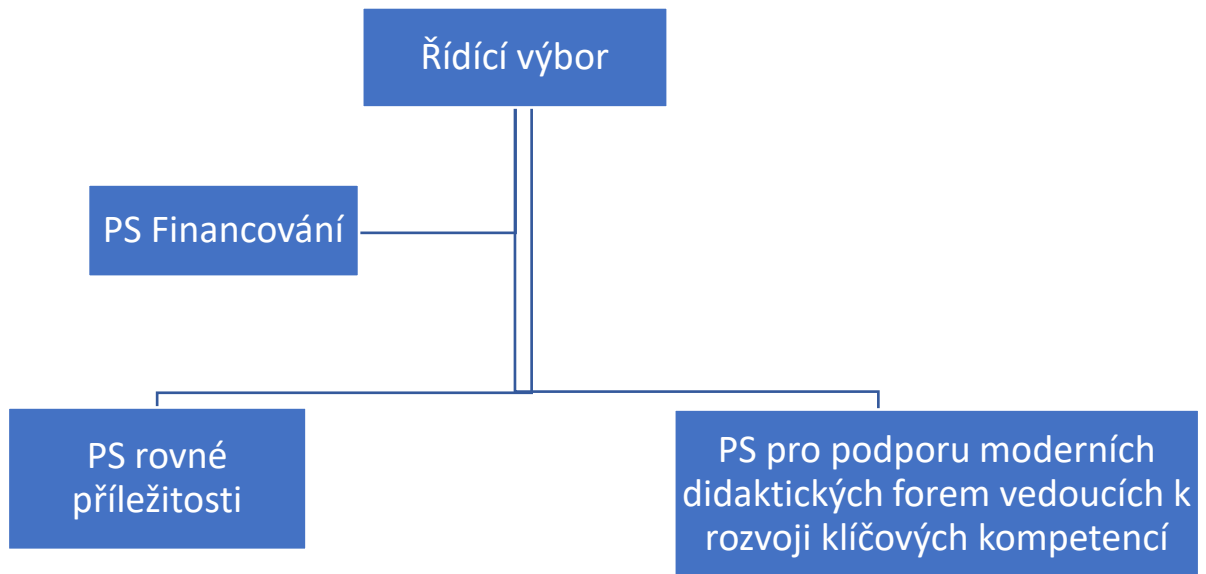 Řídící výbor
PS Financování
PS rovné
příležitosti
PS pro podporu moderních
didaktických forem vedoucích k
rozvoji klíčových kompetencí